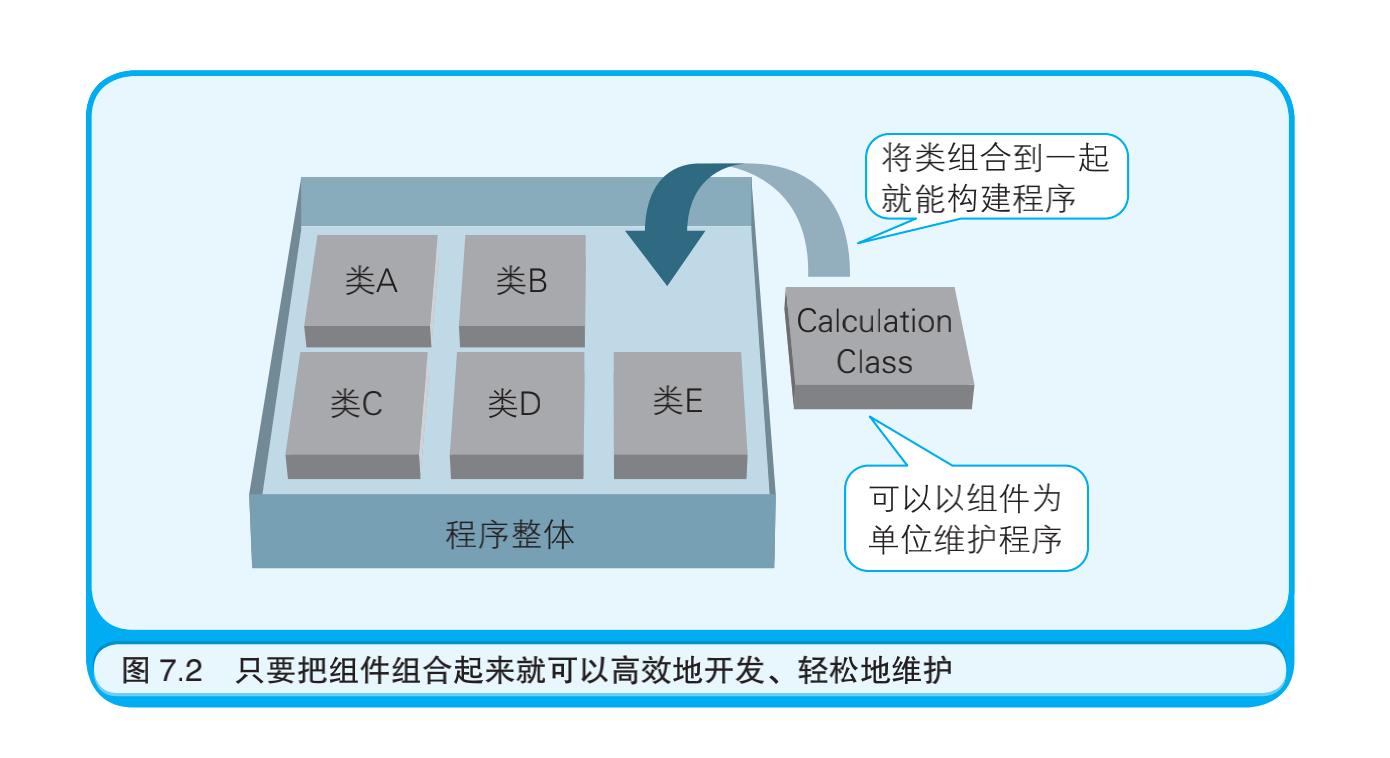 将类组合到一起
就能构建程序
类A
类B
Calculation
Class
类C
类D
类E
可以以组件为
单位维护程序
程序整体
图 7.2 只要把组件组合起来就可以高效地开发、轻松地维护